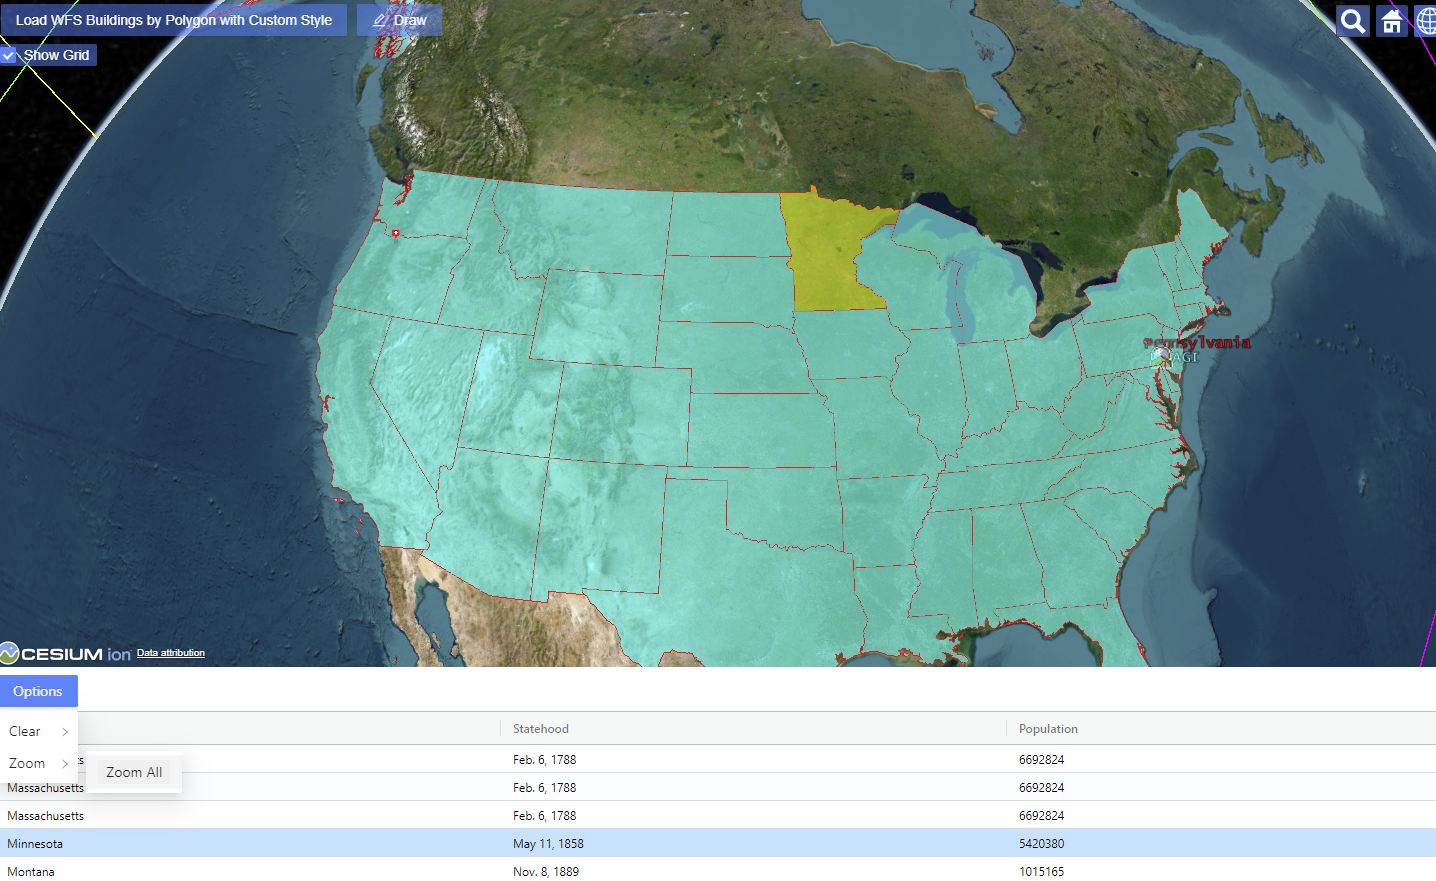 Load WFS Buildings by Polygon with Custom Style
Draw
Show Grid
Pennsylvania
AGI
CESIUM ion Data attribution
Options
Clear
Zoom
Zoom All
Statehood Population
ts Feb. 6, 1788 6692824
Massachusetts Feb. 6, 1788 6692824
Massachusetts Feb. 6, 1788 6692824
Minnesota May 11, 1858 5420380
Montana Nov. 8, 1889 1015165